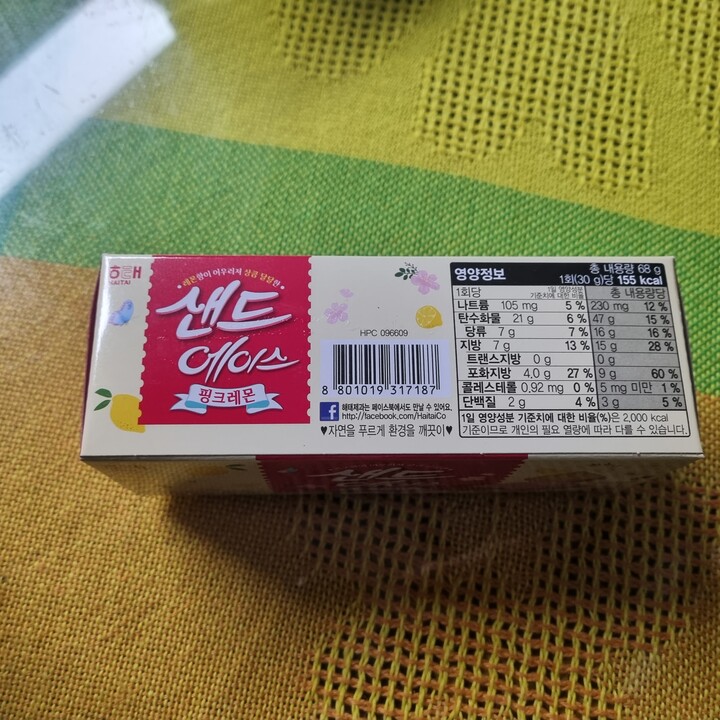 해태
HAITAI
레몬향이 어우러져 상큼 달달한
샌드
에이스
핑크레몬
HPC 096609
8 801019 317187
f 해태제과는 페이스북에서도 만날 수 있어요.
http://facebook.com/HaitaiCo
♥자연을 푸르게 환경을 깨끗이♥
영양정보
총 내용량 68 g
1회(30 g)당 155 kcal
1회당 1일 영양성분 기준치에 대한 비율 총 내용량당
나트륨 105 mg 5 % 230 mg 12 %
탄수화물 21 g 6 % 47 g 15 %
당류 7 g 7 % 16 g 16 %
지방 7 g 13 % 15 g 28 %
트랜스지방 0 g 0 g
포화지방 4.0 g 27 % 9 g 60 %
콜레스테롤 0.92 mg 0 % 5 mg 미만 1 %
단백질 2 g 4 % 3 g 5 %
1일 영양성분 기준치에 대한 비율(%)은 2,000 kcal
기준이므로 개인의 필요 열량에 따라 다를 수 있습니다.
샌드